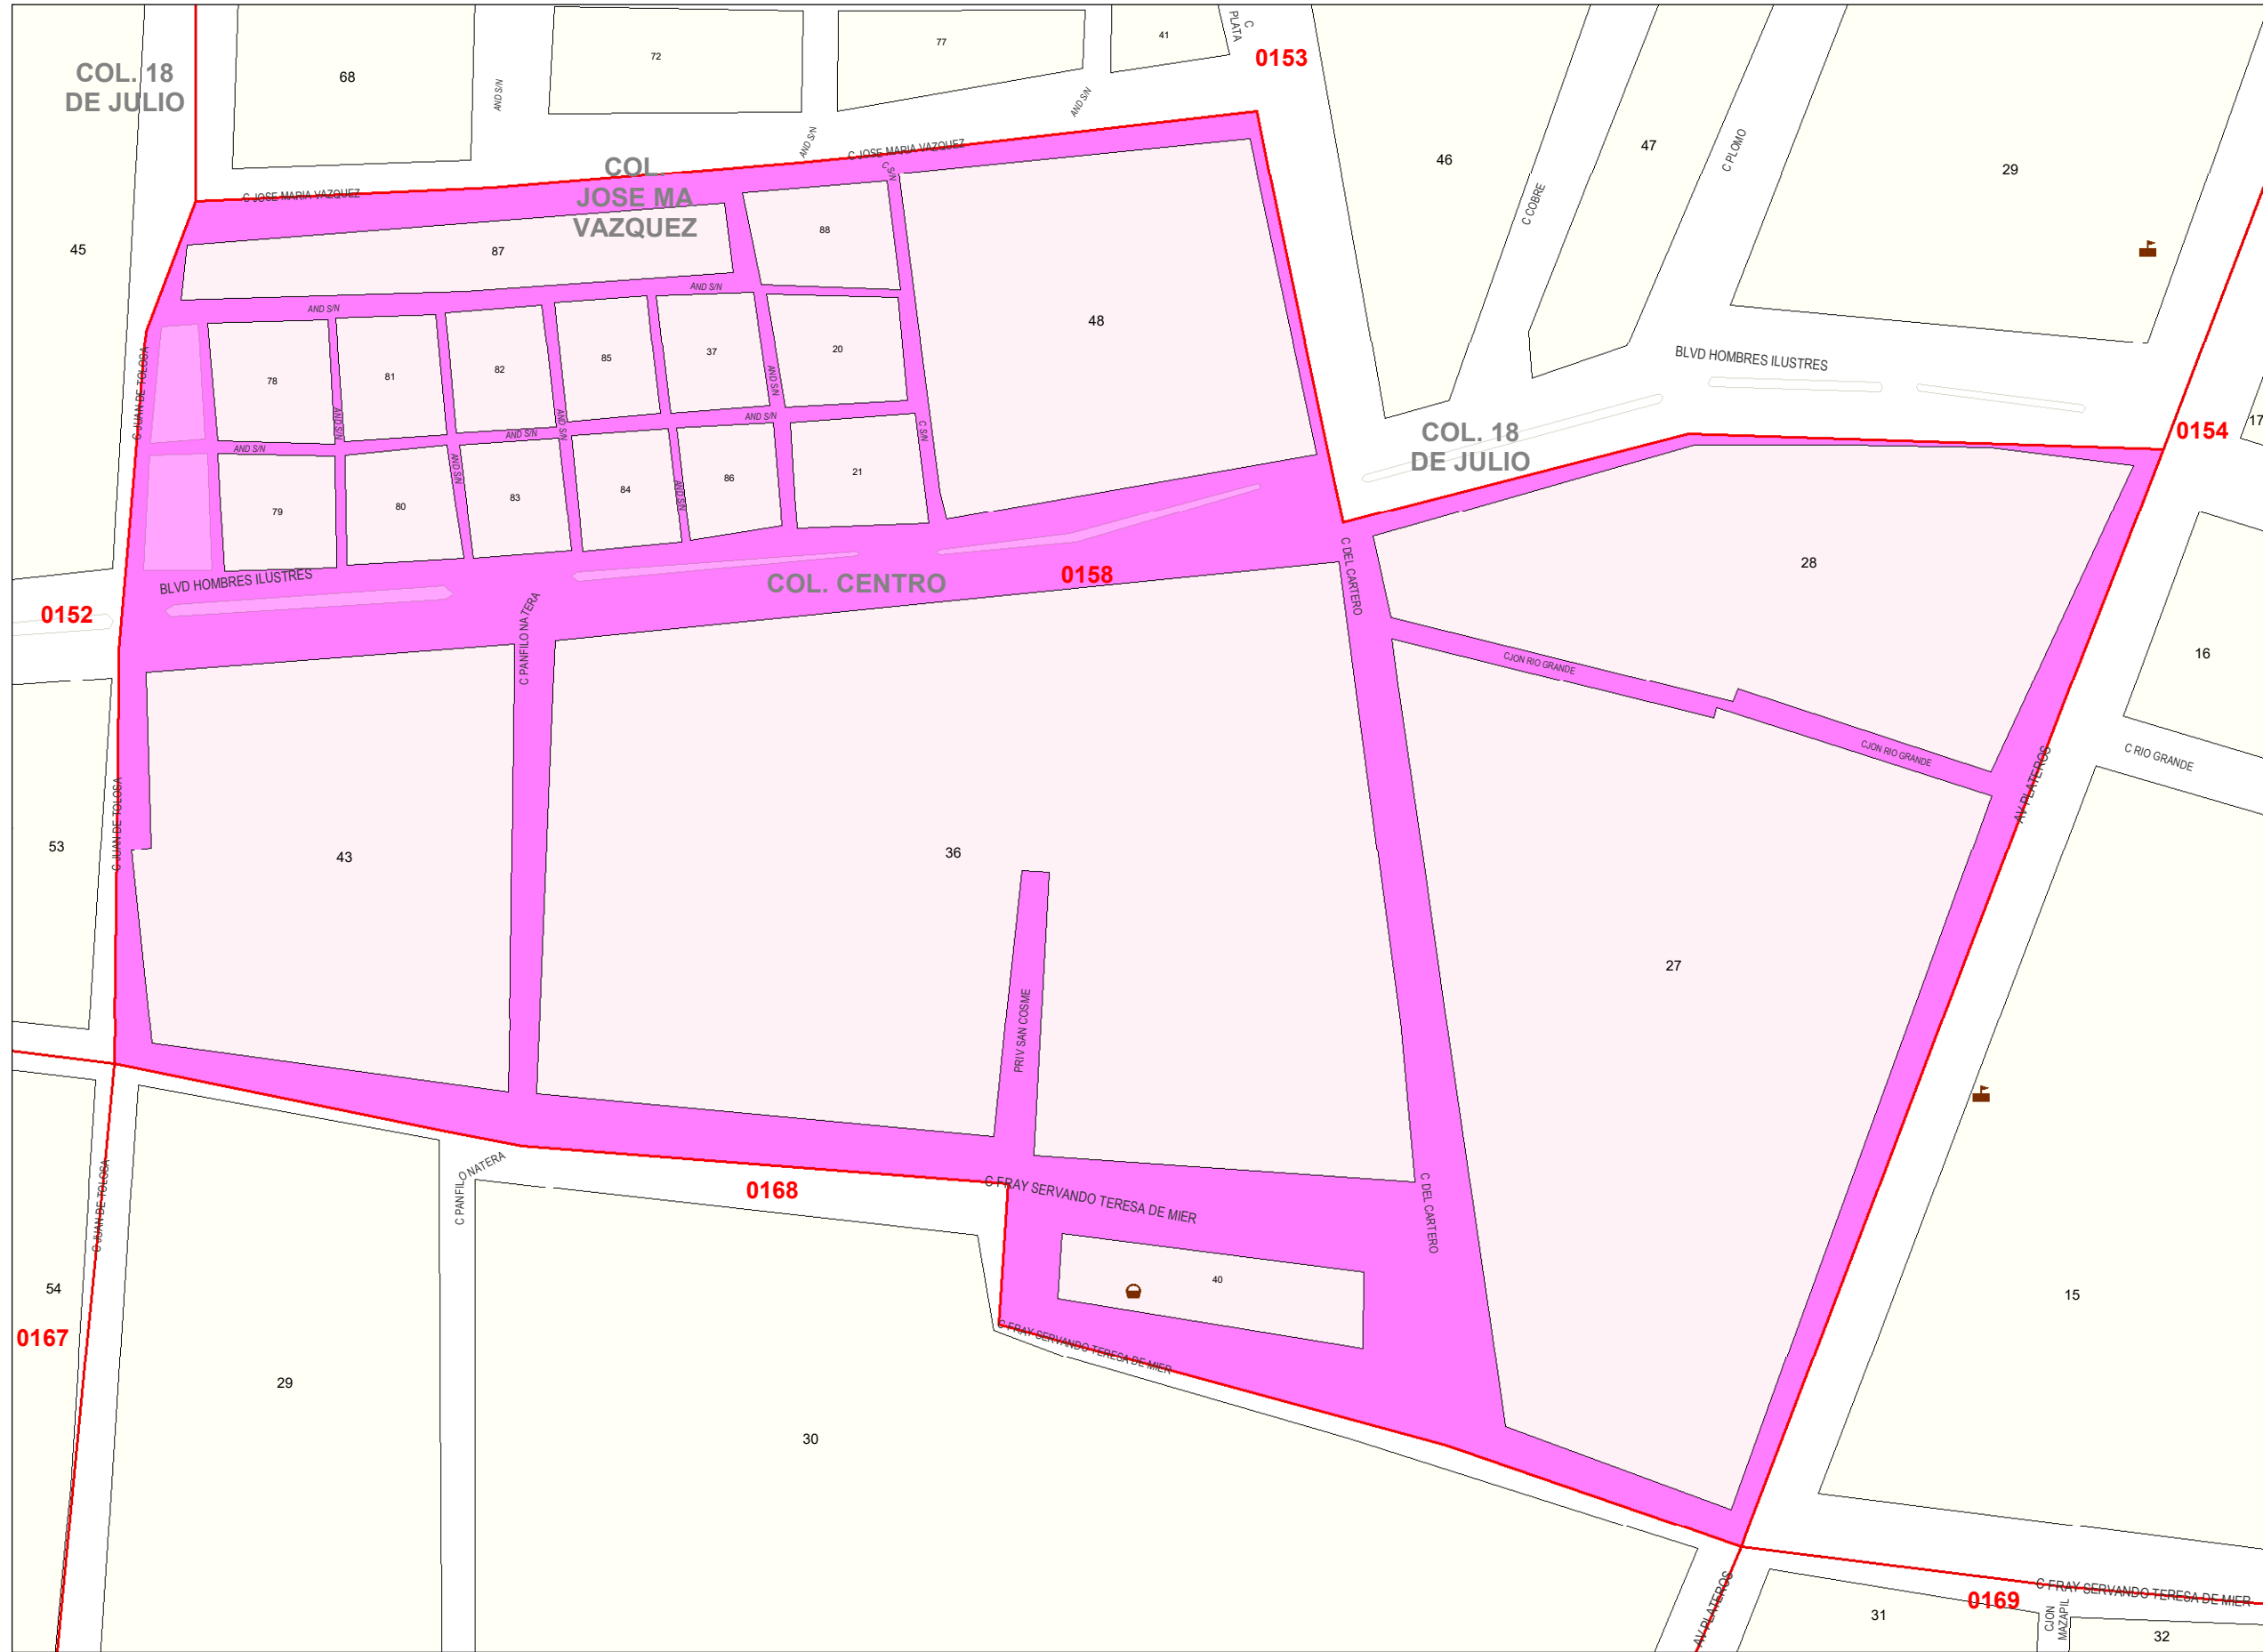 C
PLATA
41
77
72
0153
COL. 18
DE JULIO
68
AND S/N
AND S/N
AND S/N
C JOSE MARIA VAZQUEZ
46
47
C PLOMO
29
COL.
JOSE MA
VAZQUEZ
C S/N
C JOSE MARIA VAZQUEZ
C COBRE
45
87
88
AND S/N
AND S/N
48
C JUAN DE TOLOSA
78
81
82
85
37
20
AND S/N
BLVD HOMBRES ILUSTRES
AND S/N
AND S/N
AND S/N
AND S/N
AND S/N
C S/N
COL. 18
DE JULIO
0154
17
AND S/N
79
80
83
84
86
21
AND S/N
BLVD HOMBRES ILUSTRES
COL. CENTRO
0158
C DEL CARTERO
28
0152
C PANFILO NATERA
CJON RIO GRANDE
16
CJON RIO GRANDE
C RIO GRANDE
AV PLATEROS
C JUAN DE TOLOSA
53
43
36
27
PRIV SAN COSME
C PANFILO NATERA
0168
C FRAY SERVANDO TERESA DE MIER
C DEL CARTERO
C JUAN DE TOLOSA
54
40
15
0167
C FRAY SERVANDO TERESA DE MIER
29
30
AV PLATEROS
0169
C FRAY SERVANDO TERESA DE MIER
31
CJON
MAZAPIL
32